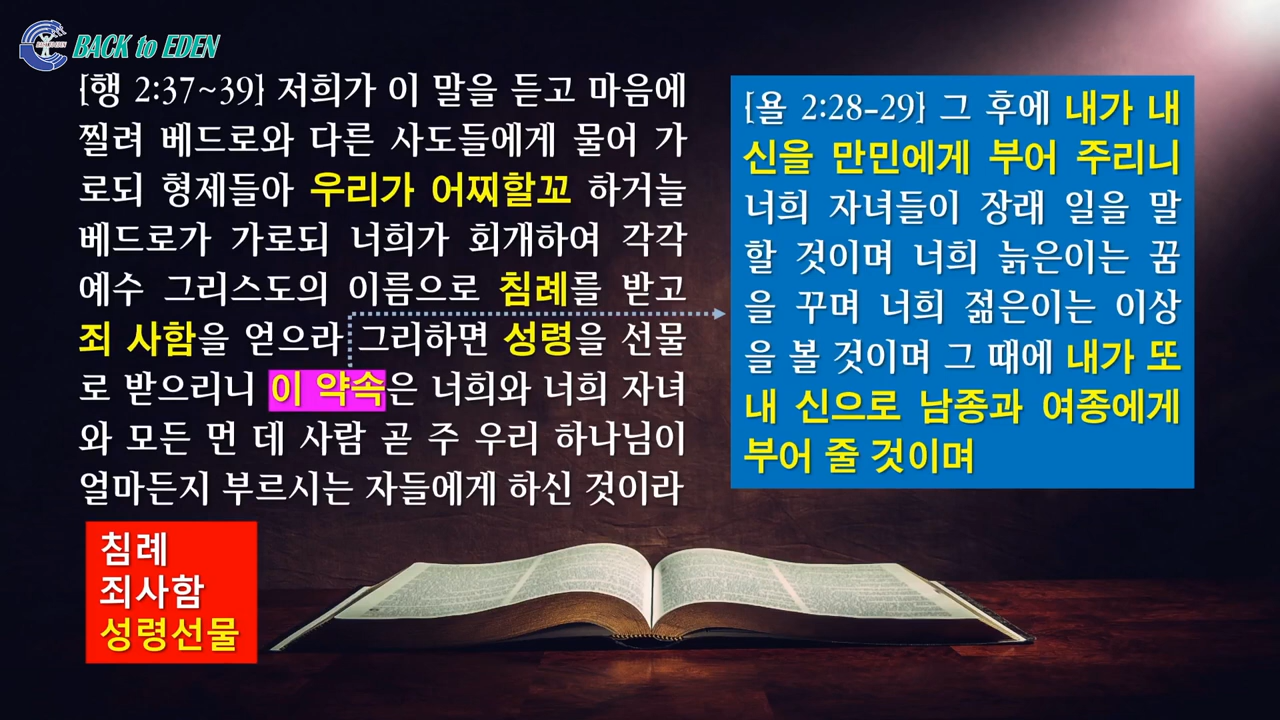 BACK to EDEN
[행 2:37~39] 저희가 이 말을 듣고 마음에
찔려 베드로와 다른 사도들에게 물어 가
로되 형제들아 우리가 어찌할꼬 하거늘
베드로가 가로되 너희가 회개하여 각각
예수 그리스도의 이름으로 침례를 받고
죄 사함을 얻으라 그리하면 성령을 선물
로 받으리니 이 약속은 너희와 너희 자녀
와 모든 먼 데 사람 곧 주 우리 하나님이
얼마든지 부르시는 자들에게 하신 것이라
[욜 2:28-29] 그 후에 내가 내
신을 만민에게 부어 주리니
너희 자녀들이 장래 일을 말
할 것이며 너희 늙은이는 꿈
을 꾸며 너희 젊은이는 이상
을 볼 것이며 그 때에 내가 또
내 신으로 남종과 여종에게
부어 줄 것이며
침례
죄사함
성령선물